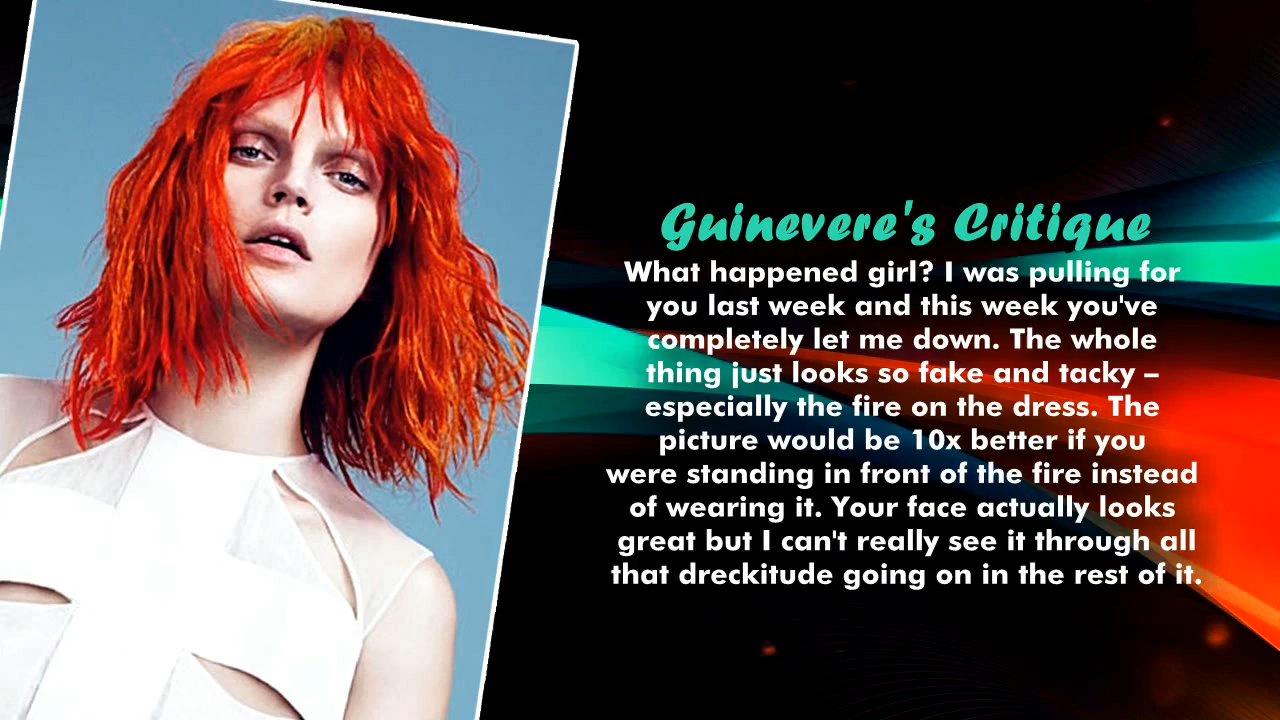 Guinevere's Critique
What happened girl? I was pulling for
you last week and this week you've
completely let me down. The whole
thing just looks so fake and tacky –
especially the fire on the dress. The
picture would be 10x better if you
were standing in front of the fire instead
of wearing it. Your face actually looks
great but I can't really see it through all
that dreckitude going on in the rest of it.